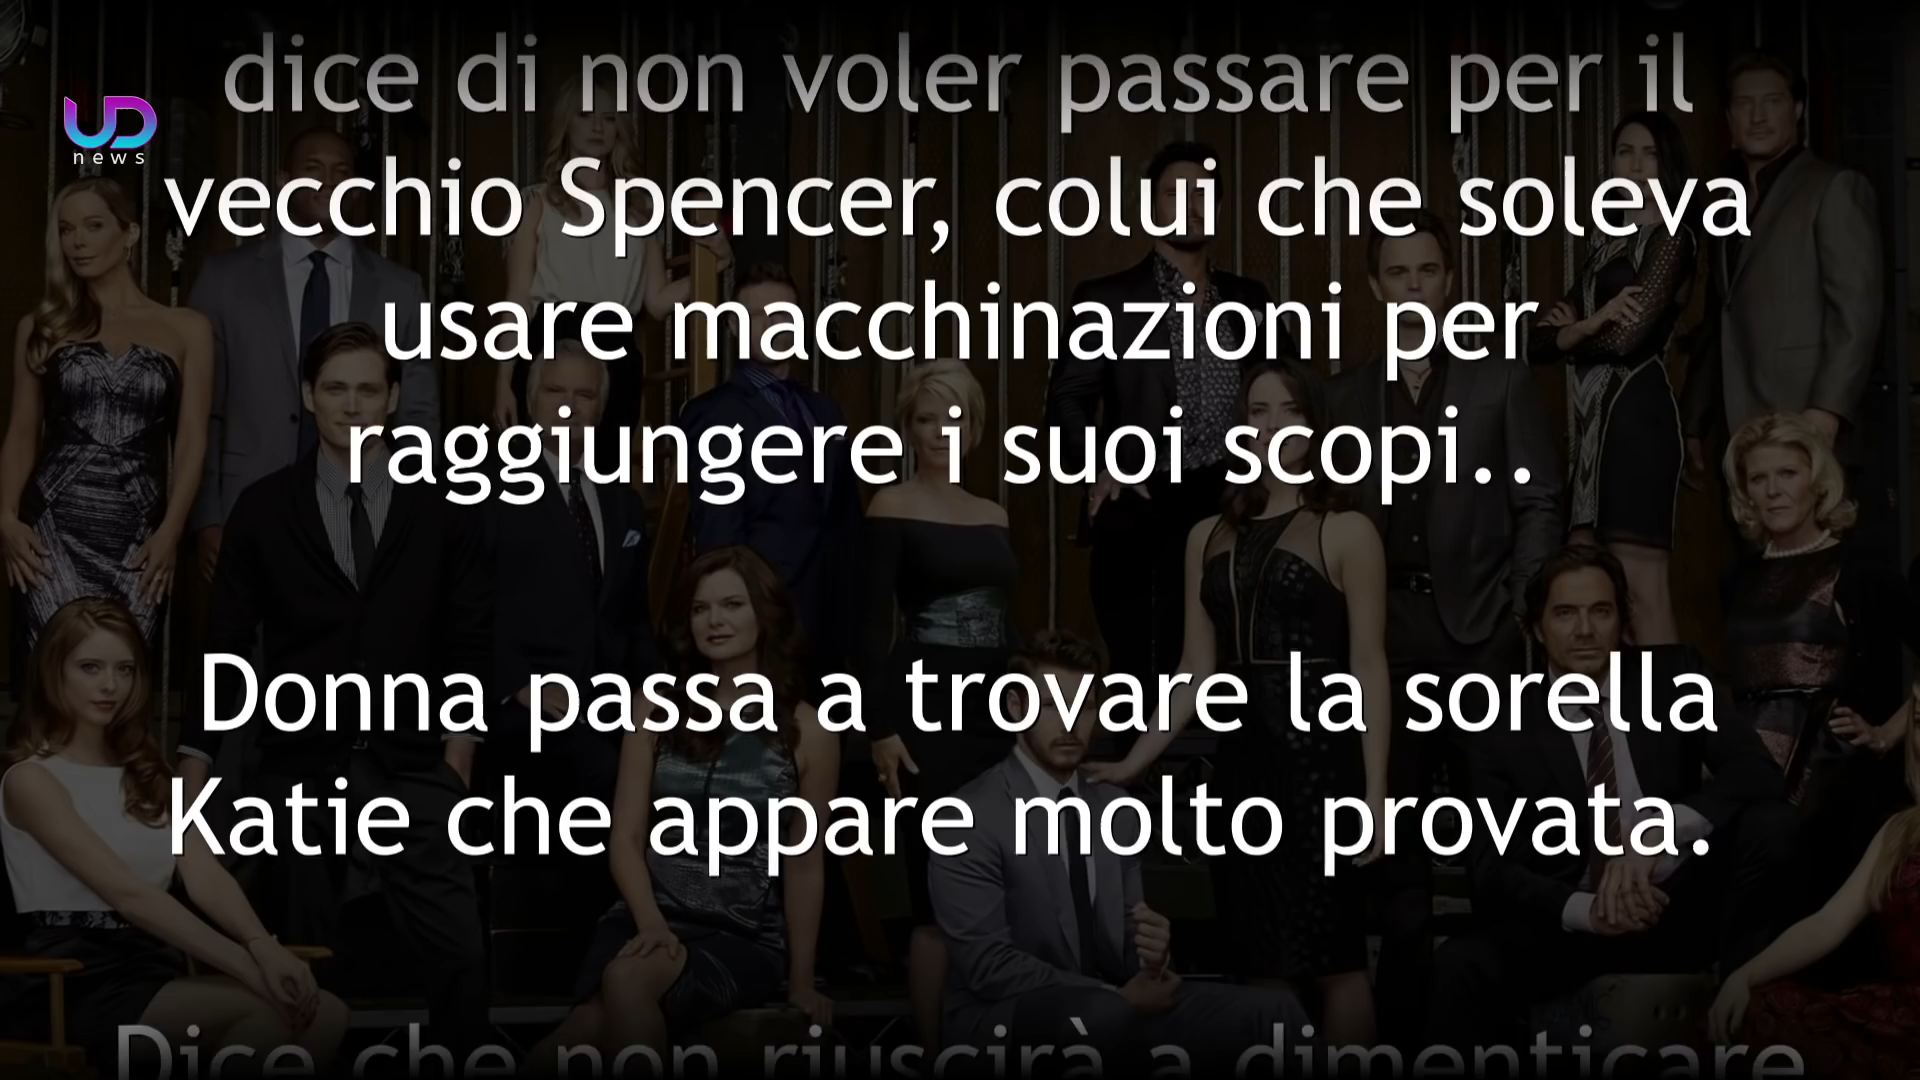 dice di non voler passare per il
UD
news
vecchio Spencer, colui che soleva
usare macchinazioni per
raggiungere i suoi scopi..
Donna passa a trovare la sorella
Katie che appare molto provata.
Dice che non riuscirà a dimenticare